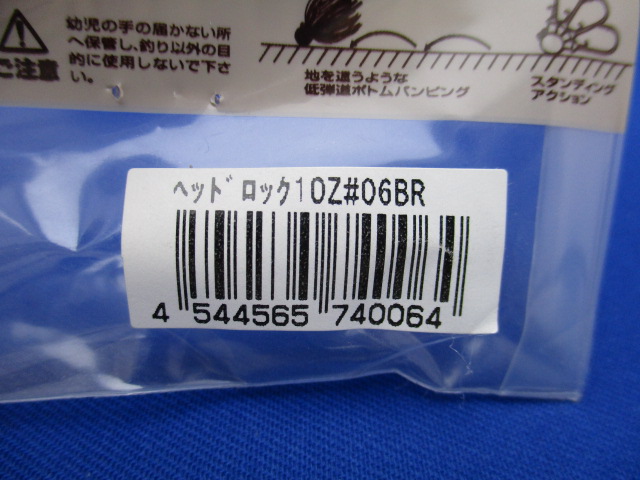 幼児の手の届かない所
へ保管し、釣り以外の目
的に使用しないで下さ
い。
ご注意
地を這うような
低弾道ボトムパンピング
スタンディング
アクション
ヘッドロック1OZ#06BR
4 544565 740064